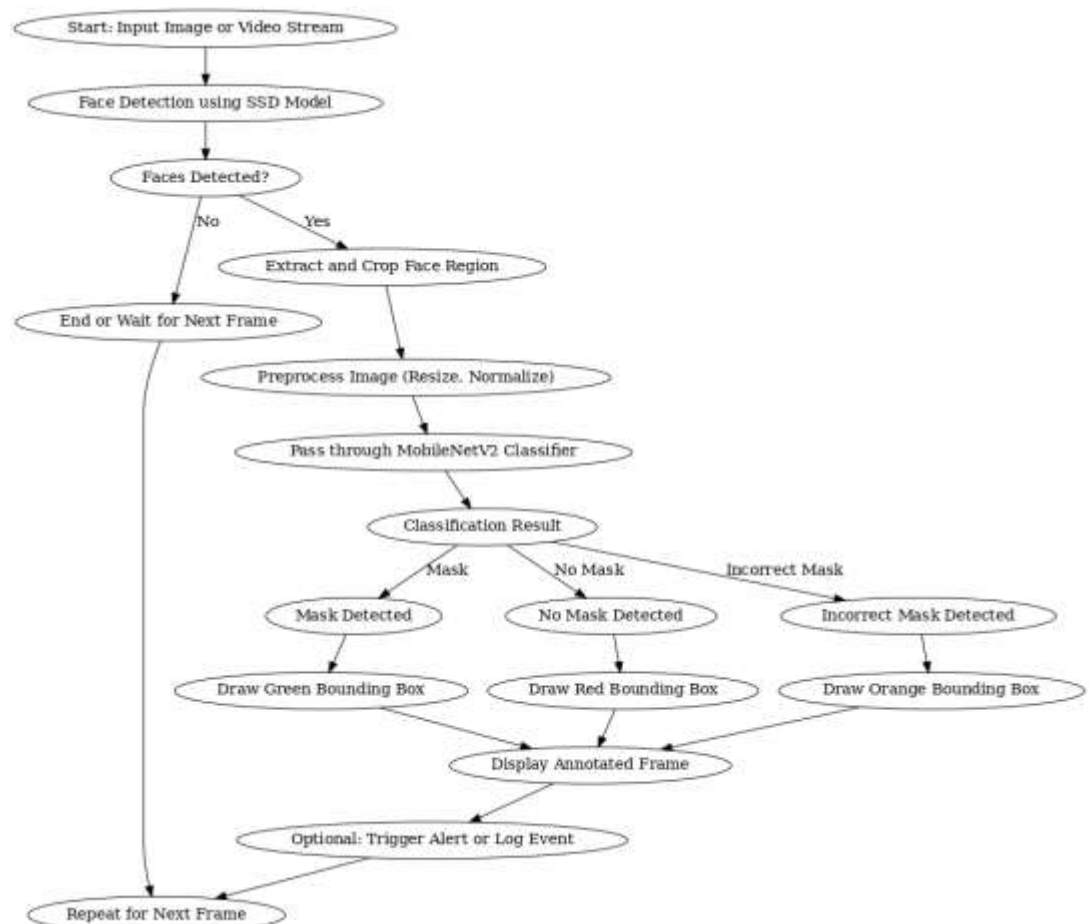 Start: Input Image or Video Stream
Face Detection using SSD Model
Faces Detected?
No
Yes
Extract and Crop Face Region
End or Wait for Next Frame
Preprocess Image (Resize, Normalize)
Pass through MobileNetV2 Classifier
Classification Result
Mask
No Mask
Incorrect Mask
Mask Detected
No Mask Detected
Incorrect Mask Detected
Draw Green Bounding Box
Draw Red Bounding Box
Draw Orange Bounding Box
Display Annotated Frame
Optional: Trigger Alert or Log Event
Repeat for Next Frame